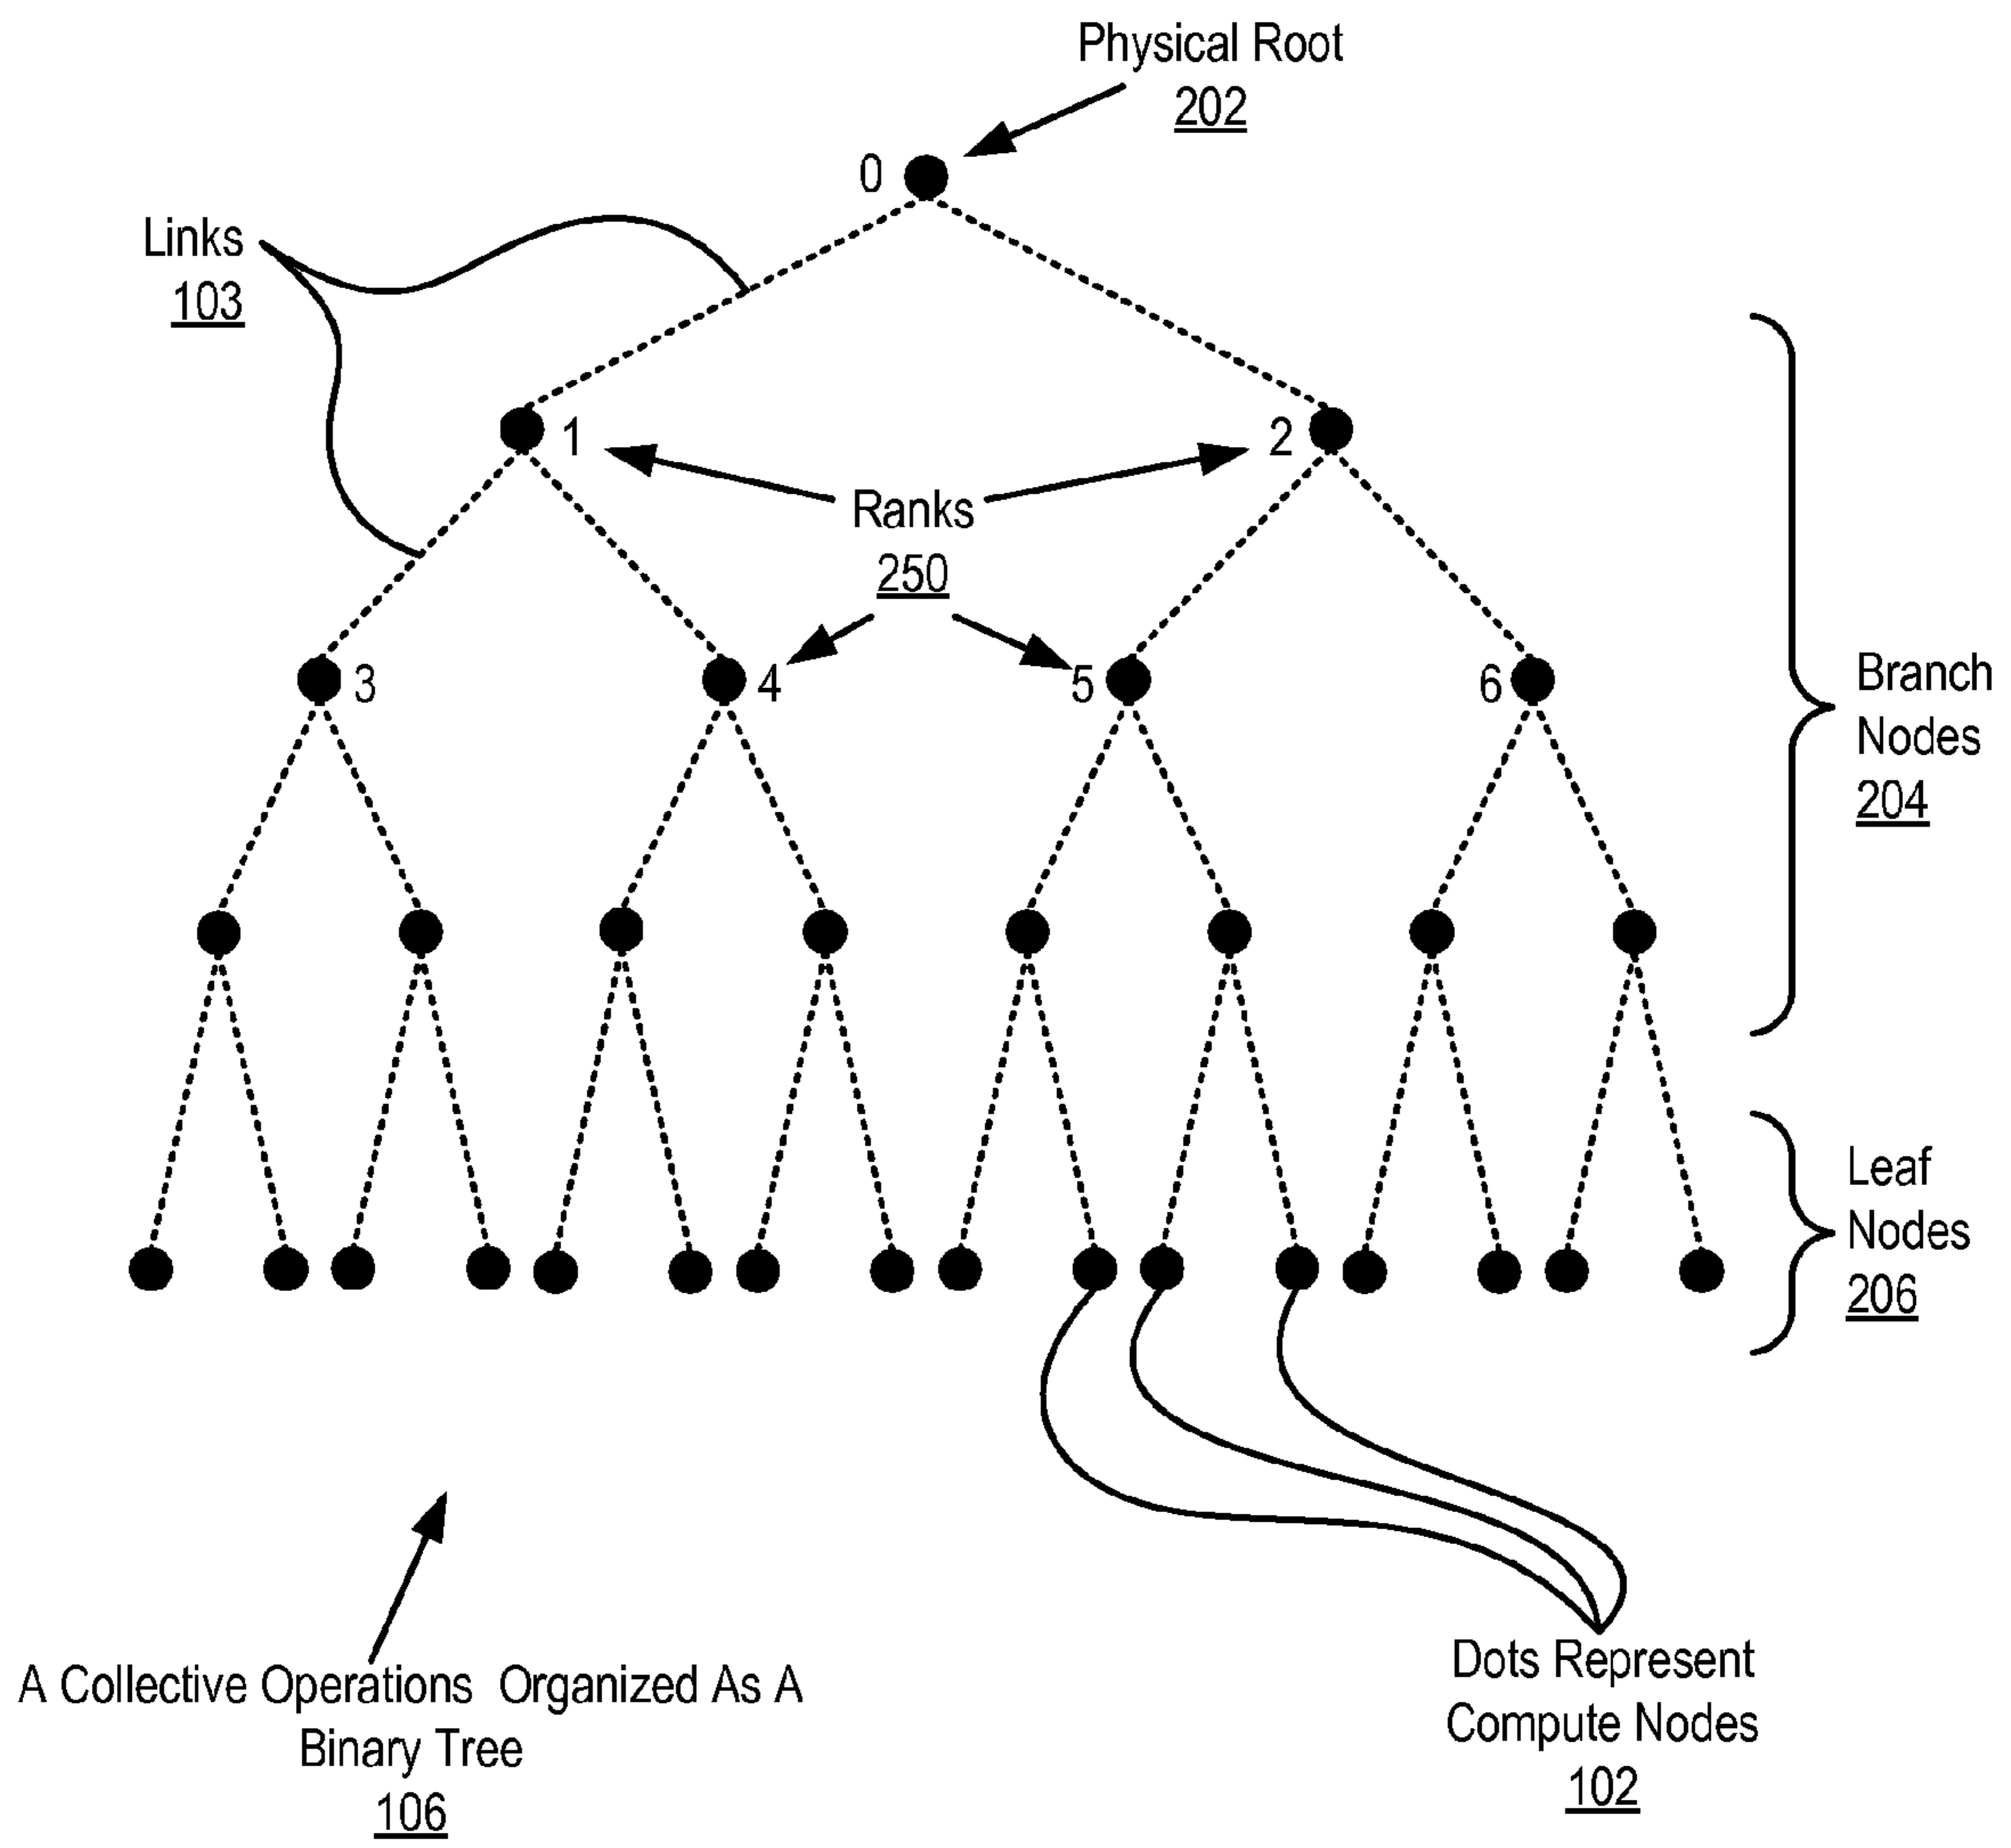 Physical Root
202
0
Links
103
1
2
Ranks
250
3
4
5
6
Branch
Nodes
204
Leaf
Nodes
206
A Collective Operations Organized As A
Binary Tree
106
Dots Represent
Compute Nodes
102